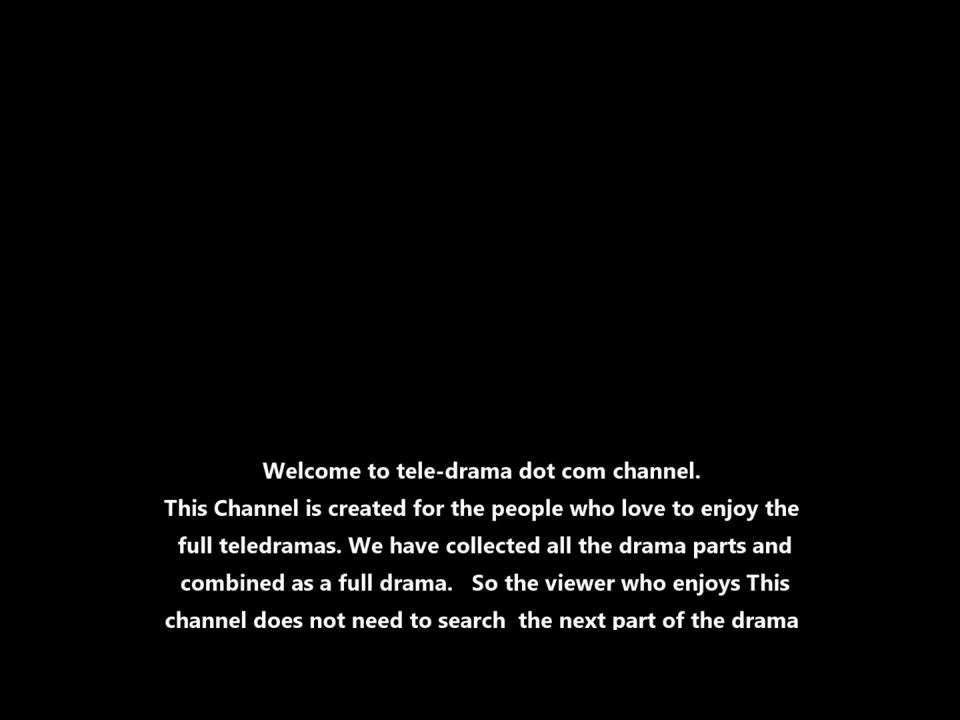 Welcome to tele-drama dot com channel.
This Channel is created for the people who love to enjoy the
full teledramas. We have collected all the drama parts and
combined as a full drama.   So the viewer who enjoys This
channel does not need to search  the next part of the drama